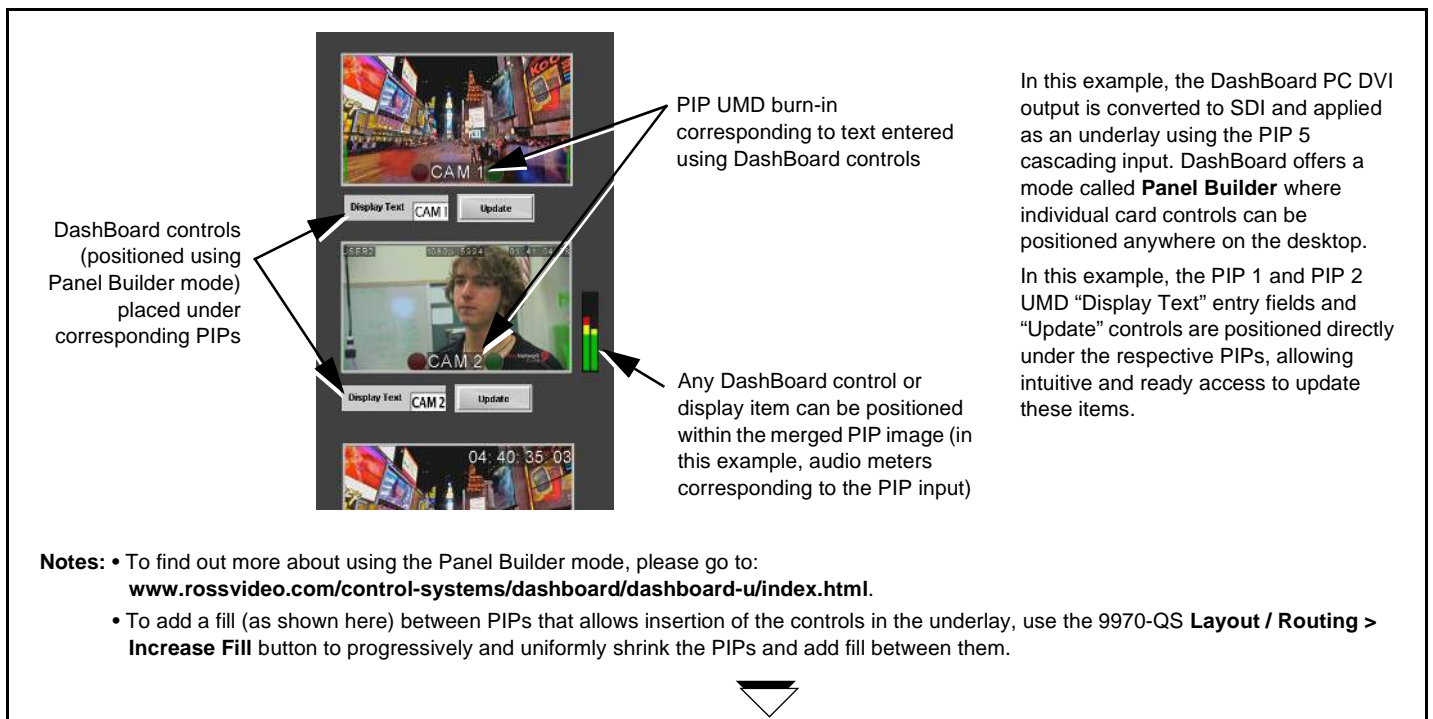 KOD
CAM 1
Display Text CAM 1 Update
USER2 1080p 5994 01:41:04
CAM 2
Network
Display Text CAM 2 Update
04:40:35 03
DashBoard controls
(positioned using
Panel Builder mode)
placed under
corresponding PIPs
PIP UMD burn-in
corresponding to text entered
using DashBoard controls
Any DashBoard control or
display item can be positioned
within the merged PIP image (in
this example, audio meters
corresponding to the PIP input)
In this example, the DashBoard PC DVI
output is converted to SDI and applied
as an underlay using the PIP 5
cascading input. DashBoard offers a
mode called Panel Builder where
individual card controls can be
positioned anywhere on the desktop.
In this example, the PIP 1 and PIP 2
UMD “Display Text” entry fields and
“Update” controls are positioned directly
under the respective PIPs, allowing
intuitive and ready access to update
these items.
Notes: • To find out more about using the Panel Builder mode, please go to:
www.rossvideo.com/control-systems/dashboard/dashboard-u/index.html.
• To add a fill (as shown here) between PIPs that allows insertion of the controls in the underlay, use the 9970-QS Layout / Routing >
Increase Fill button to progressively and uniformly shrink the PIPs and add fill between them.